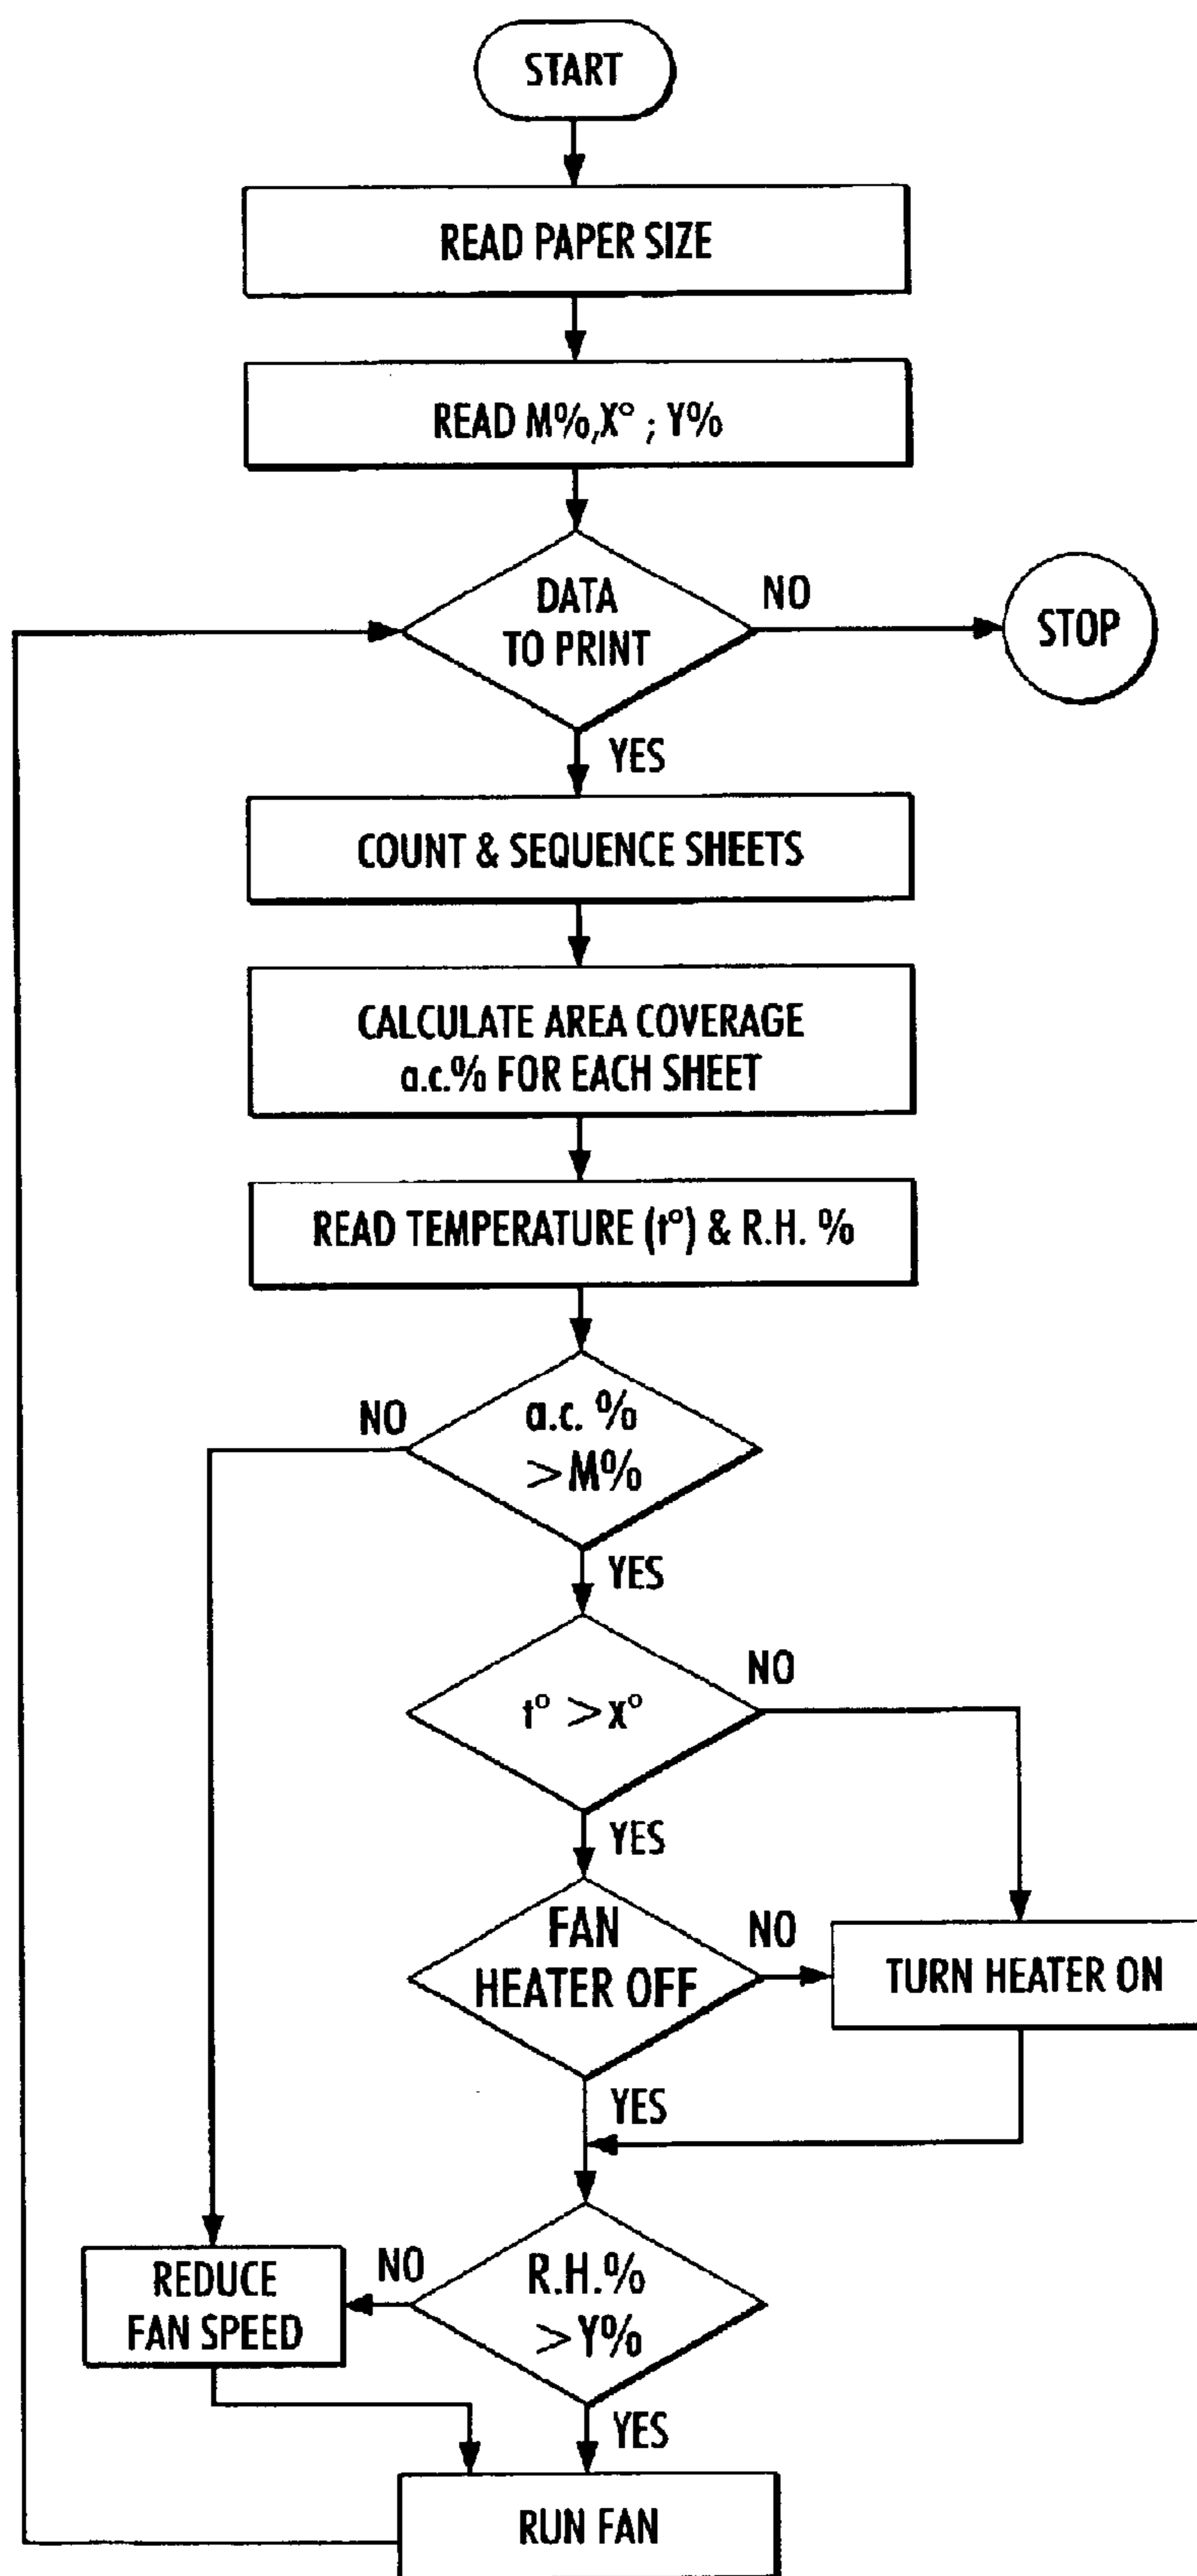 START
READ PAPER SIZE
READ M%,X° ; Y%
DATA
TO PRINT
NO
STOP
YES
COUNT & SEQUENCE SHEETS
CALCULATE AREA COVERAGE
a.c.% FOR EACH SHEET
READ TEMPERATURE (t°) & R.H. %
NO
a.c. %
>M%
YES
t° >x°
NO
YES
FAN
HEATER OFF
NO
TURN HEATER ON
YES
REDUCE
FAN SPEED
NO
R.H.%
>Y%
YES
RUN FAN